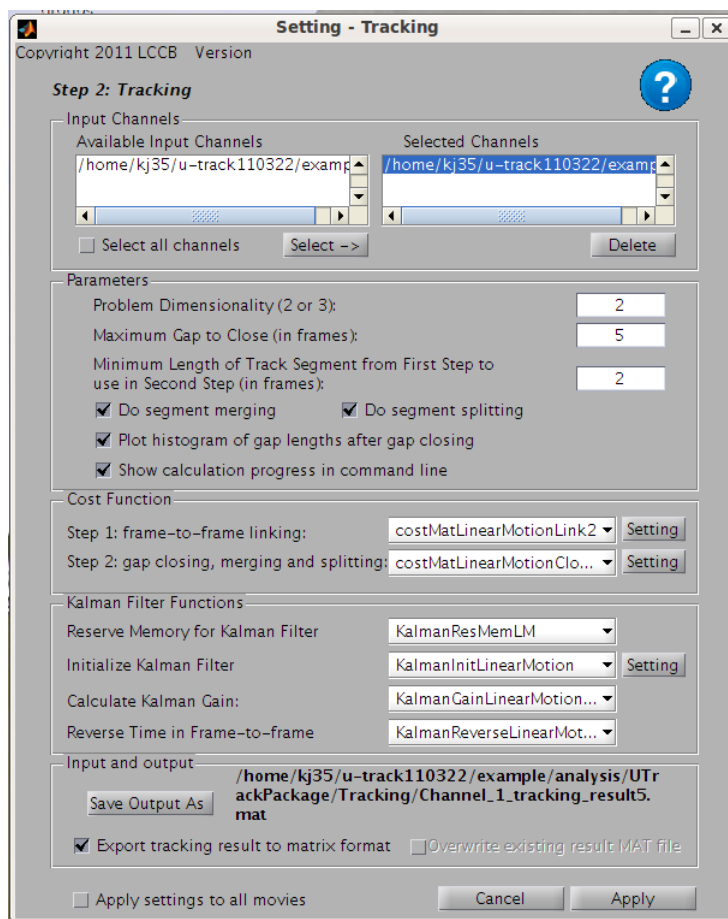 Setting - Tracking
Copyright 2011 LCCB Version
Step 2: Tracking
?
Input Channels
Available Input Channels
Selected Channels
/home/kj35/u-track110322/examp
/home/kj35/u-track110322/examp
Select all channels
Select ->
Delete
Parameters
Problem Dimensionality (2 or 3):
2
Maximum Gap to Close (in frames):
5
Minimum Length of Track Segment from First Step to
use in Second Step (in frames):
2
Do segment merging
Do segment splitting
Plot histogram of gap lengths after gap closing
Show calculation progress in command line
Cost Function
Step 1: frame-to-frame linking:
costMatLinearMotionLink2
Setting
Step 2: gap closing, merging and splitting:
costMatLinearMotionClo...
Setting
Kalman Filter Functions
Reserve Memory for Kalman Filter
KalmanResMemLM
Initialize Kalman Filter
KalmanInitLinearMotion
Setting
Calculate Kalman Gain:
KalmanGainLinearMotion...
Reverse Time in Frame-to-frame
KalmanReverseLinearMot...
Input and output
Save Output As
/home/kj35/u-track110322/example/analysis/UTr
ackPackage/Tracking/Channel_1_tracking_result5.
mat
Export tracking result to matrix format
Overwrite existing result MAT file
Apply settings to all movies
Cancel
Apply